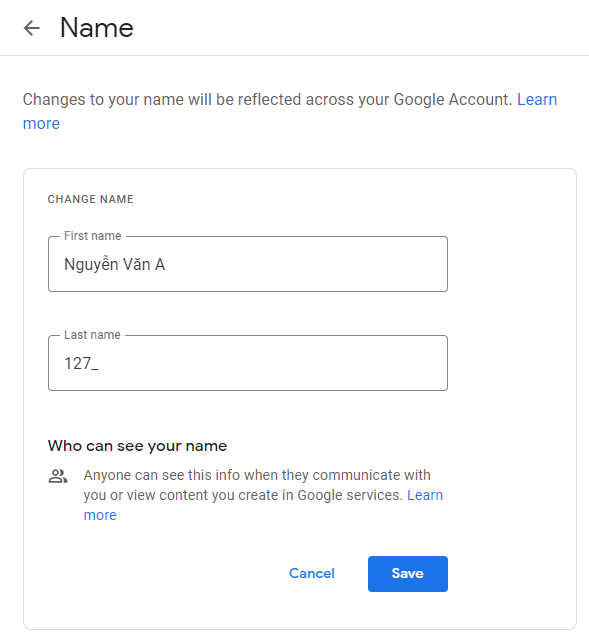 Name
Changes to your name will be reflected across your Google Account. Learn
more
CHANGE NAME
First name
Nguyễn Văn A
Last name
127_
Who can see your name
Anyone can see this info when they communicate with
you or view content you create in Google services. Learn
more
Cancel
Save